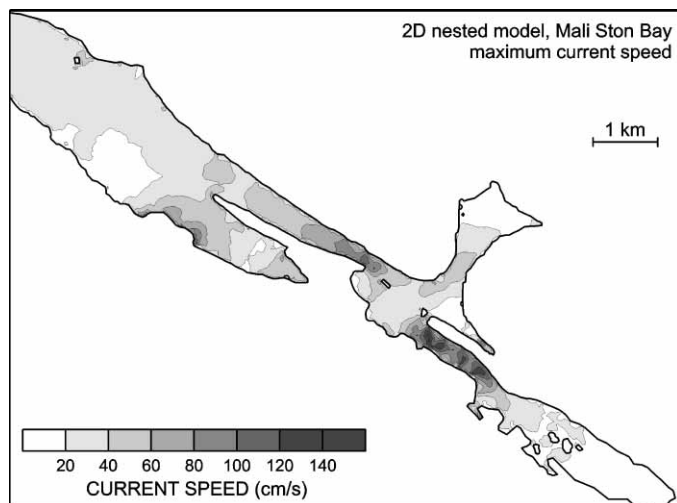 2D nested model, Mali Ston Bay
maximum current speed
1 km
20 40 60 80 100 120 140
CURRENT SPEED (cm/s)